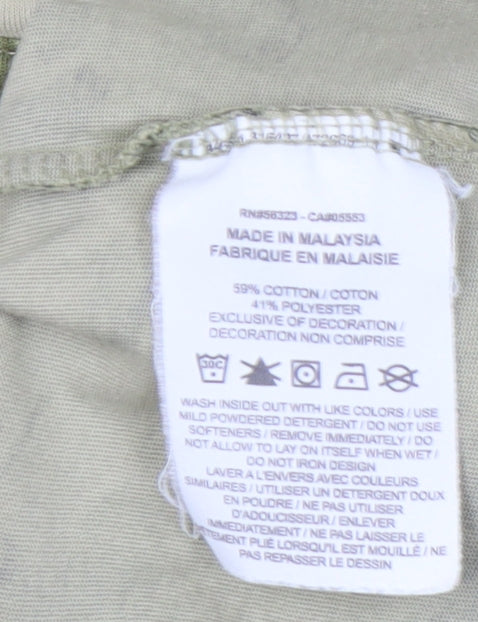 RN#56323 - CA#05553
MADE IN MALAYSIA
FABRIQUE EN MALAISIE
59% COTTON / COTON
41% POLYESTER
EXCLUSIVE OF DECORATION /
DECORATION NON COMPRISE
30C
WASH INSIDE OUT WITH LIKE COLORS / USE
MILD POWDERED DETERGENT / DO NOT USE
SOFTENERS / REMOVE IMMEDIATELY / DO
NOT ALLOW TO LAY ON ITSELF WHEN WET /
DO NOT IRON DESIGN
LAVER A L'ENVERS AVEC COULEURS
SIMILAIRES / UTILISER UN DETERGENT DOUX
EN POUDRE / NE PAS UTILISER
D'ADOUCISSEUR / ENLEVER
IMMEDIATEMENT / NE PAS LAISSER LE
TEMENT PLIÉ LORSQU'IL EST MOUILLÉ / NE
PAS REPASSER LE DESSIN